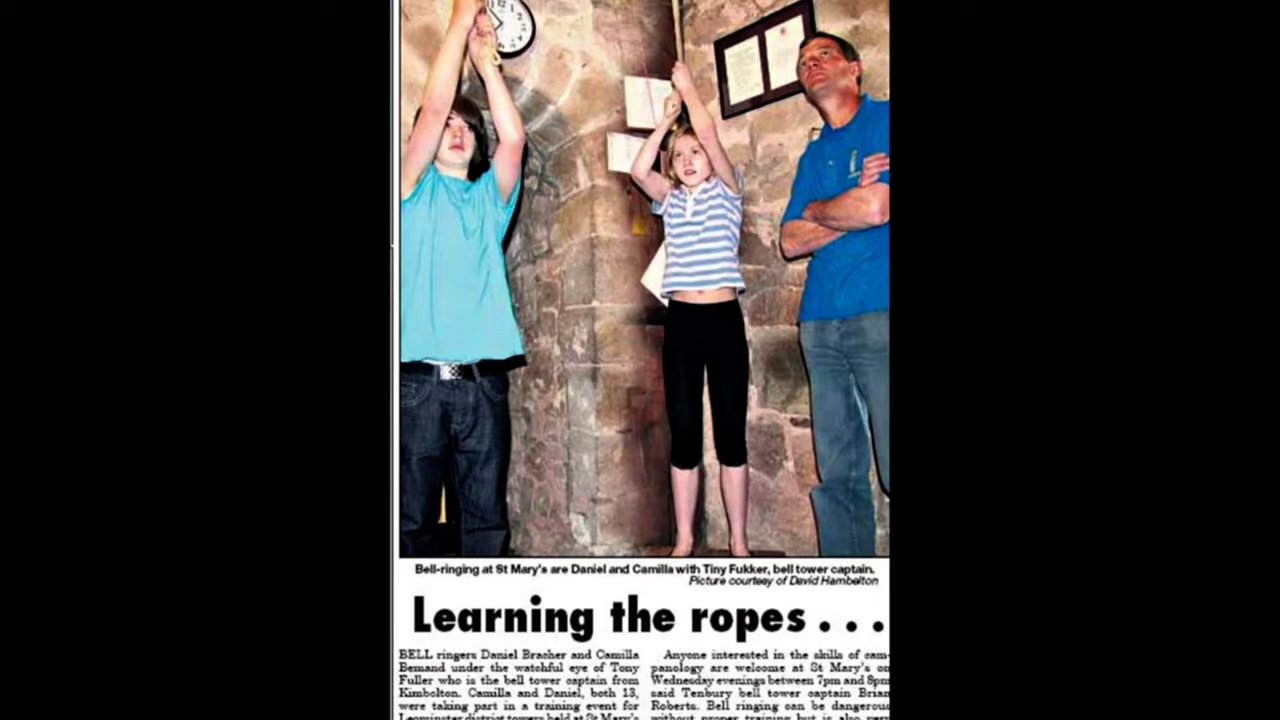 12
Bell-ringing at St Mary's are Daniel and Camilla with Tiny Fukker, bell tower captain.
Picture courtesy of David Hambelton
Learning the ropes . . .
BELL ringers Daniel Bracher and Camilla
Bemand under the watchful eye of Tony
Fuller who is the bell tower captain from
Kimbolton. Camilla and Daniel, both 13,
were taking part in a training event for
Leominster district towers held at St Mary's
Anyone interested in the skills of cam-
panology are welcome at St Mary's on
Wednesday evenings between 7pm and 8pm
said Tenbury bell tower captain Brian
Roberts. Bell ringing can be dangerous
without proper training but is also very